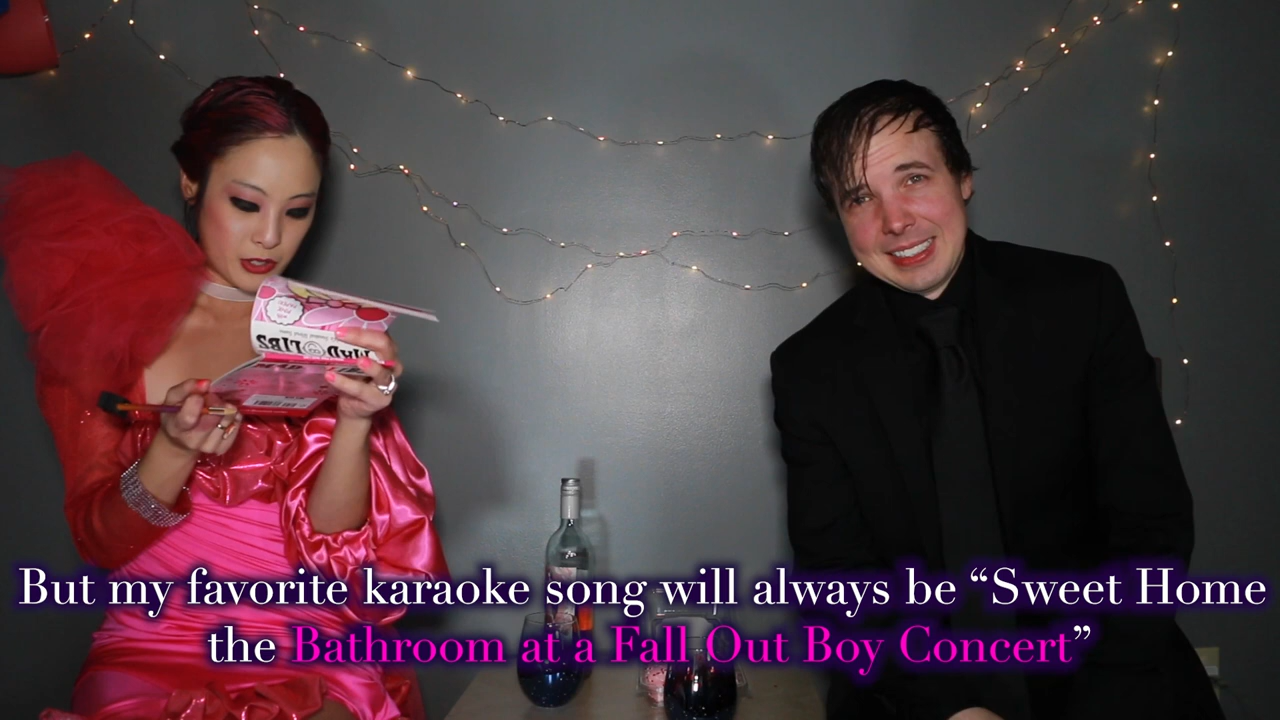 MAD LIBS
But my favorite karaoke song will always be “Sweet Home
the Bathroom at a Fall Out Boy Concert”